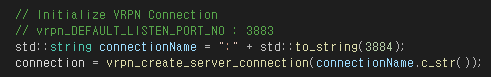 // Initialize VRPN Connection
// vrpn_DEFAULT_LISTEN_PORT_NO : 3883
std::string connectionName = ":" + std::to_string(3884);
connection = vrpn_create_server_connection(connectionName.c_str());